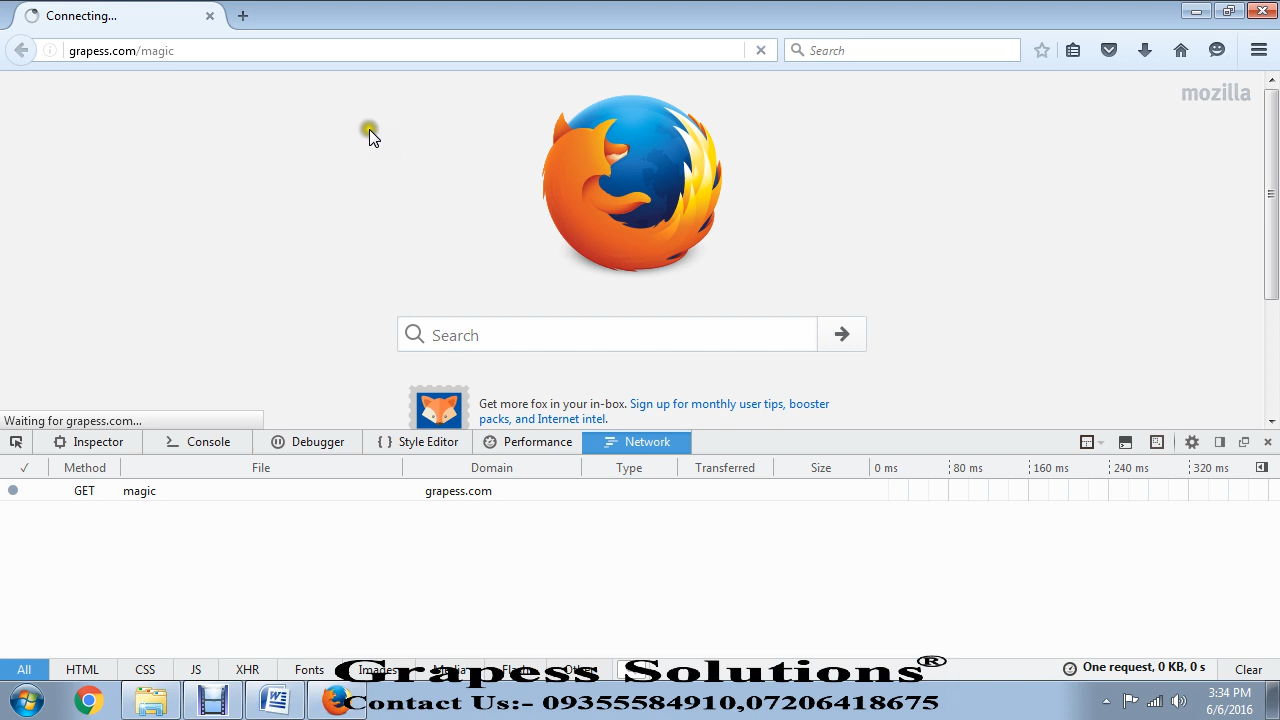 Connecting...
grapess.com/magic
Search
mozilla
Search
Get more fox in your in-box. Sign up for monthly user tips, booster
packs, and Internet intel.
Waiting for grapess.com...
Inspector Console Debugger { } Style Editor Performance Network
✓ Method File Domain Type Transferred Size 0 ms 80 ms 160 ms 240 ms 320 ms
GET magic grapess.com
All HTML CSS JS XHR Fonts Images Media Flash Other One request, 0 KB, 0 s Clear
Grapess Solutions®
Contact Us:- 09355584910,07206418675
3:34 PM
6/6/2016